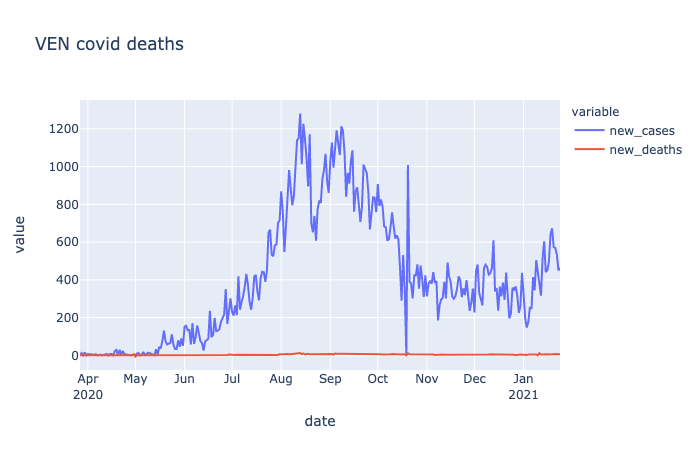 VEN covid deaths
variable
new_cases
new_deaths
value
1200
1000
800
600
400
200
0
Apr May Jun Jul Aug Sep Oct Nov Dec Jan
2020 2021
date